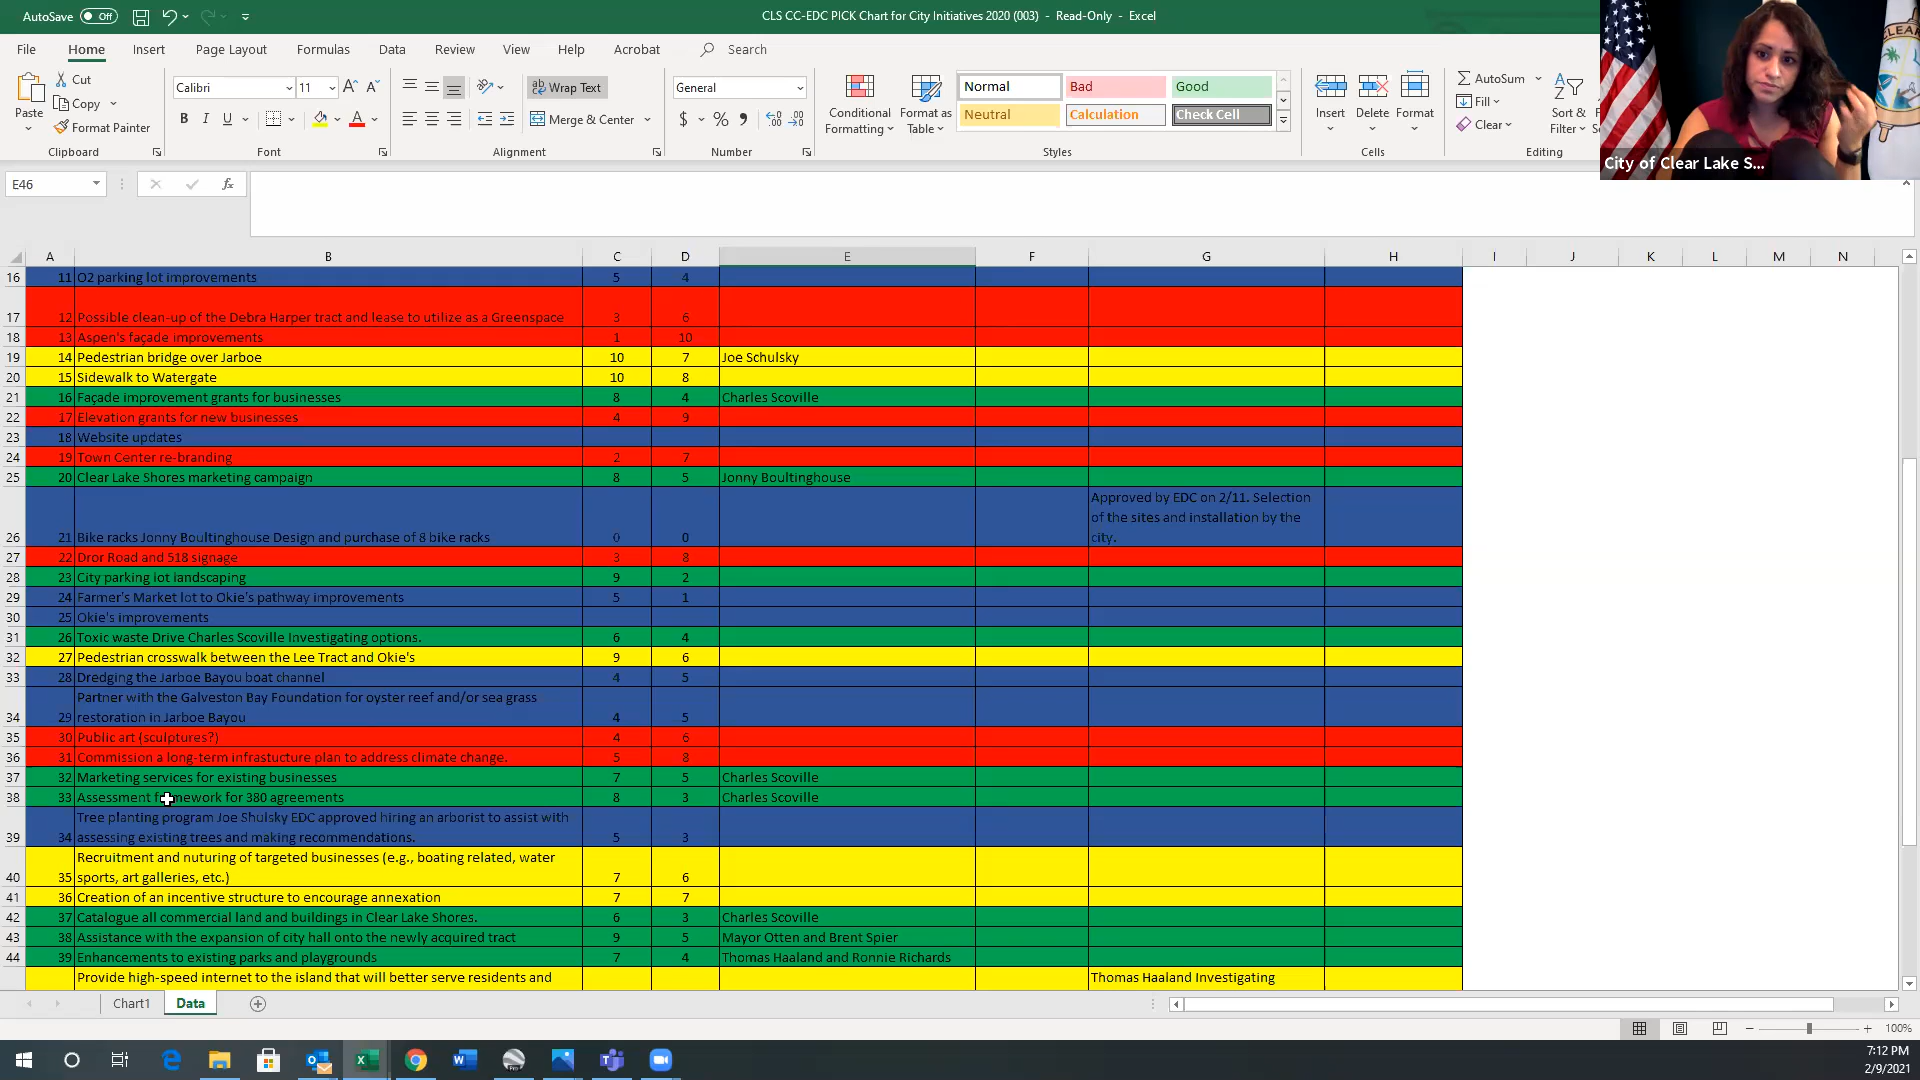 AutoSave Off
CLS CC-EDC PICK Chart for City Initiatives 2020 (003) - Read-Only - Excel
File Home Insert Page Layout Formulas Data Review View Help Acrobat Search
Paste
Cut
Copy
Format Painter
Clipboard
Calibri 11
B I U
Font
Wrap Text
Merge & Center
Alignment
General
$ % ,
Number
Conditional Formatting
Format as Table
Normal Bad Good
Neutral Calculation Check Cell
Styles
Insert Delete Format
Cells
AutoSum
Fill
Clear
Sort &
Filter
Editing
City of Clear Lake S...
E46
fx
A B C D E F G H I J K L M N
16 11 O2 parking lot improvements 5 4
17 12 Possible clean-up of the Debra Harper tract and lease to utilize as a Greenspace 3 6
18 13 Aspen's façade improvements 1 10
19 14 Pedestrian bridge over Jarboe 10 7 Joe Schulsky
20 15 Sidewalk to Watergate 10 8
21 16 Façade improvement grants for businesses 8 4 Charles Scoville
22 17 Elevation grants for new businesses 4 9
23 18 Website updates
24 19 Town Center re-branding 2 7
25 20 Clear Lake Shores marketing campaign 8 5 Jonny Boultinghouse
Approved by EDC on 2/11. Selection
of the sites and installation by the
26 21 Bike racks Jonny Boultinghouse Design and purchase of 8 bike racks 0 0 city.
27 22 Dror Road and 518 signage 3 8
28 23 City parking lot landscaping 9 2
29 24 Farmer's Market lot to Okie's pathway improvements 5 1
30 25 Okie's improvements
31 26 Toxic waste Drive Charles Scoville Investigating options. 6 4
32 27 Pedestrian crosswalk between the Lee Tract and Okie's 9 6
33 28 Dredging the Jarboe Bayou boat channel 4 5
Partner with the Galveston Bay Foundation for oyster reef and/or sea grass
34 29 restoration in Jarboe Bayou 4 5
35 30 Public art (sculptures?) 4 6
36 31 Commission a long-term infrastucture plan to address climate change. 5 8
37 32 Marketing services for existing businesses 7 5 Charles Scoville
38 33 Assessment framework for 380 agreements 8 3 Charles Scoville
Tree planting program Joe Shulsky EDC approved hiring an arborist to assist with
39 34 assessing existing trees and making recommendations. 5 3
Recruitment and nuturing of targeted businesses (e.g., boating related, water
40 35 sports, art galleries, etc.) 7 6
41 36 Creation of an incentive structure to encourage annexation 7 7
42 37 Catalogue all commercial land and buildings in Clear Lake Shores. 6 3 Charles Scoville
43 38 Assistance with the expansion of city hall onto the newly acquired tract 9 5 Mayor Otten and Brent Spier
44 39 Enhancements to existing parks and playgrounds 7 4 Thomas Haaland and Ronnie Richards
Provide high-speed internet to the island that will better serve residents and Thomas Haaland Investigating
Chart1 Data
100%
7:12 PM
2/9/2021